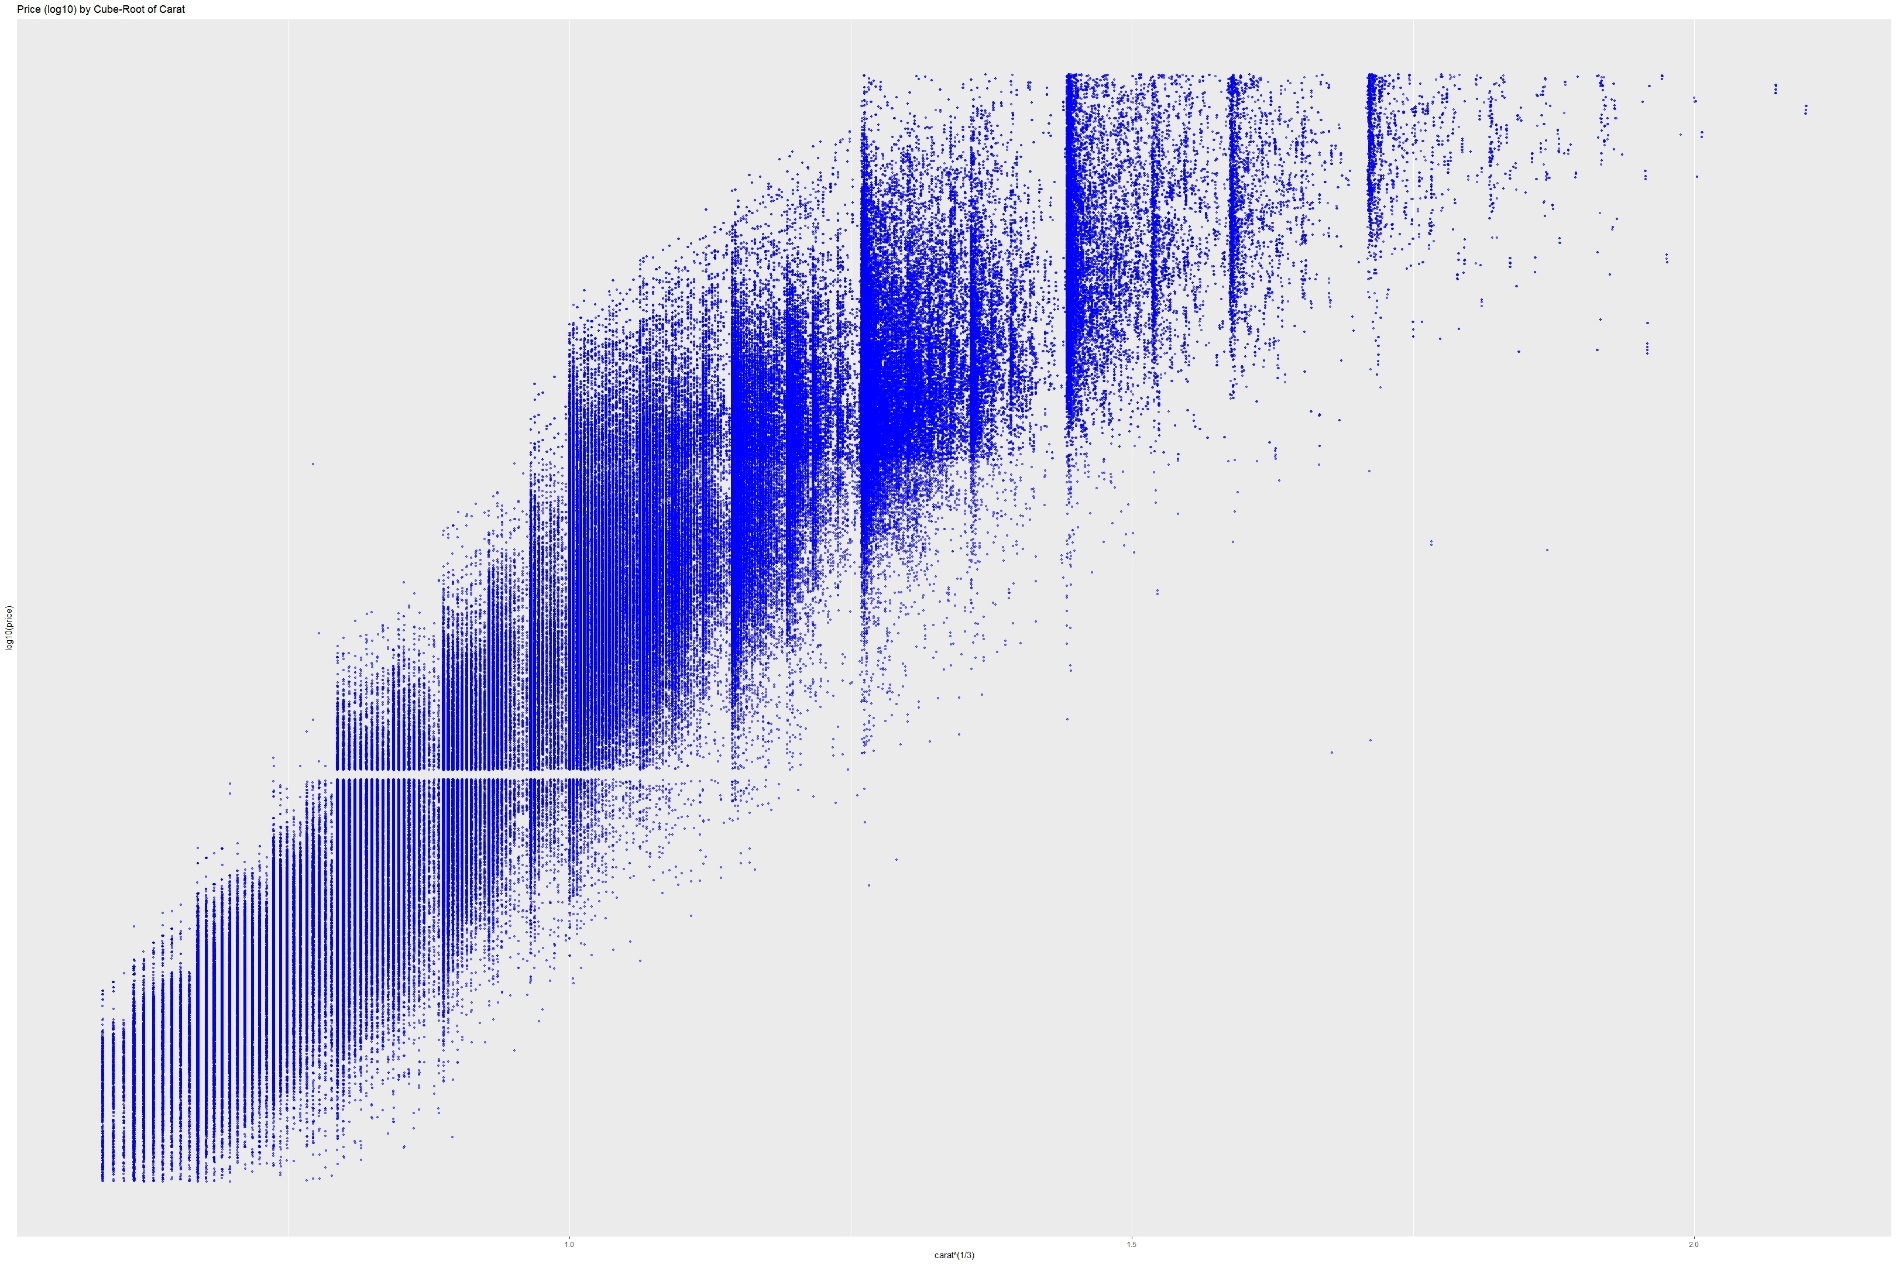 Price (log10) by Cube-Root of Carat
log10(price)
1.0
1.5
2.0
carat^(1/3)